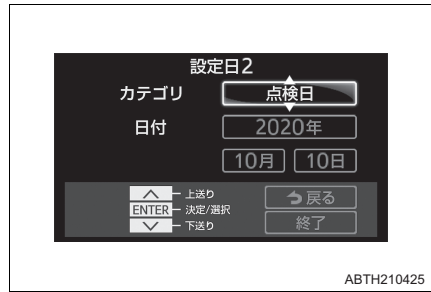 設定日2
カテゴリ 点検日
日付 2020年
10月 10日
上送り 戻る
ENTER 決定/選択
下送り 終了
ABTH210425